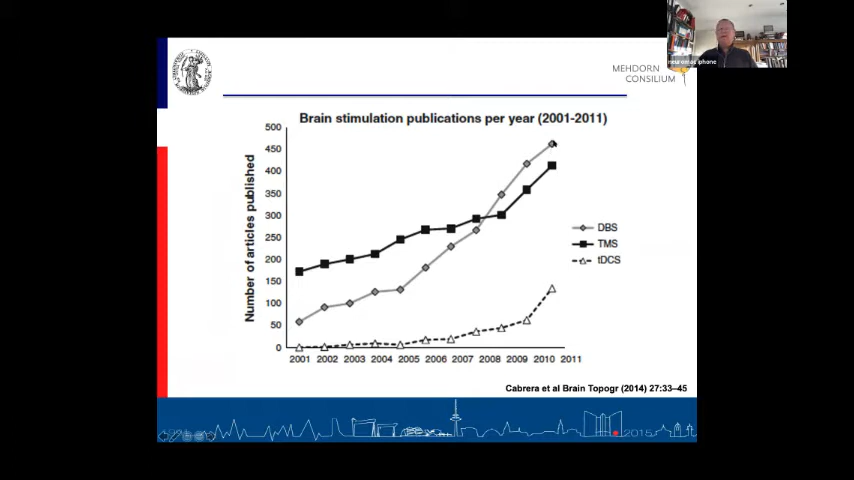 MEHDORN
CONSILIUM
Brain stimulation publications per year (2001-2011)
Number of articles published
500
450
400
350
300
250
200
150
100
50
0
2001 2002 2003 2004 2005 2006 2007 2008 2009 2010 2011
DBS
TMS
tDCS
Cabrera et al Brain Topogr (2014) 27:33–45
2015